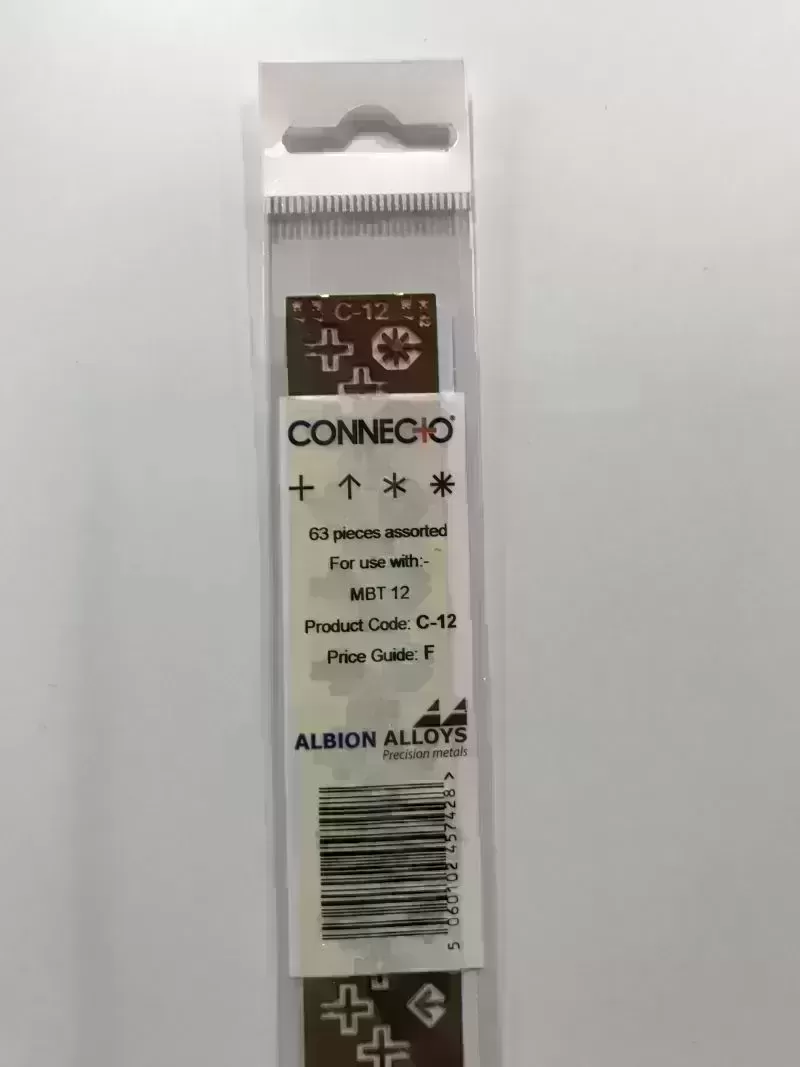 C-12
CONNECTO®
63 pieces assorted
For use with:-
MBT 12
Product Code: C-12
Price Guide: F
ALBION ALLOYS
Precision metals
5 060102 457428 >